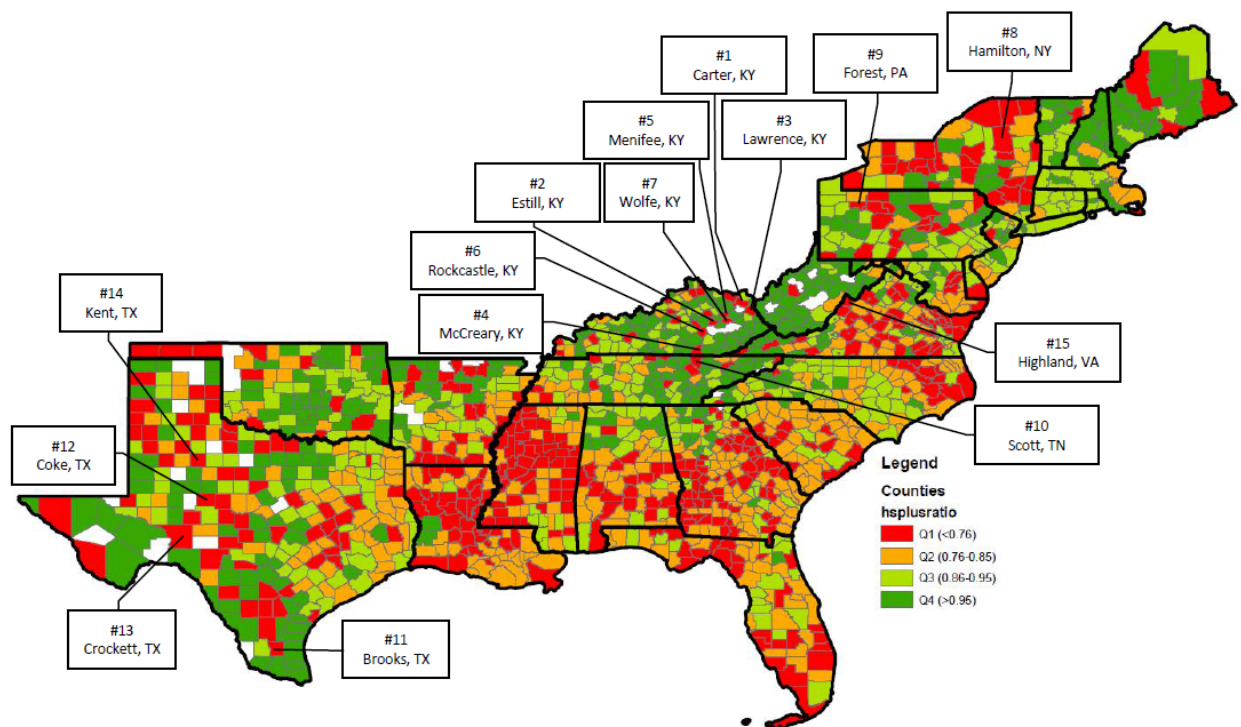 #8
Hamilton, NY
#1
Carter, KY
#9
Forest, PA
#5
Menifee, KY
#3
Lawrence, KY
#2
Estill, KY
#7
Wolfe, KY
#6
Rockcastle, KY
#14
Kent, TX
#4
McCreary, KY
#15
Highland, VA
#12
Coke, TX
#10
Scott, TN
#13
Crockett, TX
#11
Brooks, TX
Legend
Counties
hsplusratio
Q1 (<0.76)
Q2 (0.76-0.85)
Q3 (0.86-0.95)
Q4 (>0.95)